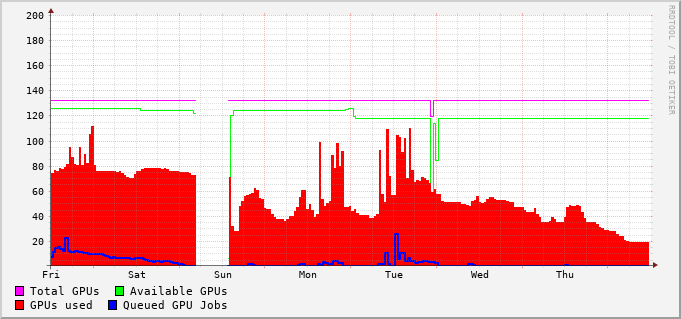 200
180
160
140
120
100
80
60
40
20
Fri Sat Sun Mon Tue Wed Thu
Total GPUs Available GPUs
GPUs used Queued GPU Jobs
RRDTOOL / TOBI OETIKER